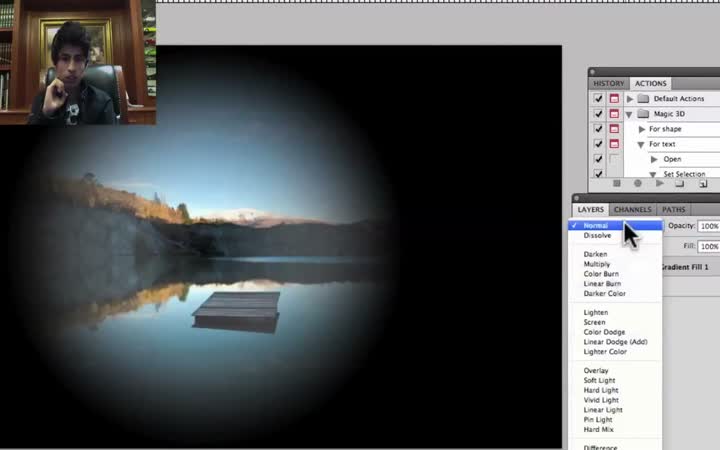 HISTORY ACTIONS
Default Actions
Magic 3D
For shape
For text
Open
Set Selection
LAYERS CHANNELS PATHS
Normal Opacity: 100%
Dissolve
Fill: 100%
Darken
Multiply Gradient Fill 1
Color Burn
Linear Burn
Darker Color
Lighten
Screen
Color Dodge
Linear Dodge (Add)
Lighter Color
Overlay
Soft Light
Hard Light
Vivid Light
Linear Light
Pin Light
Hard Mix
Difference